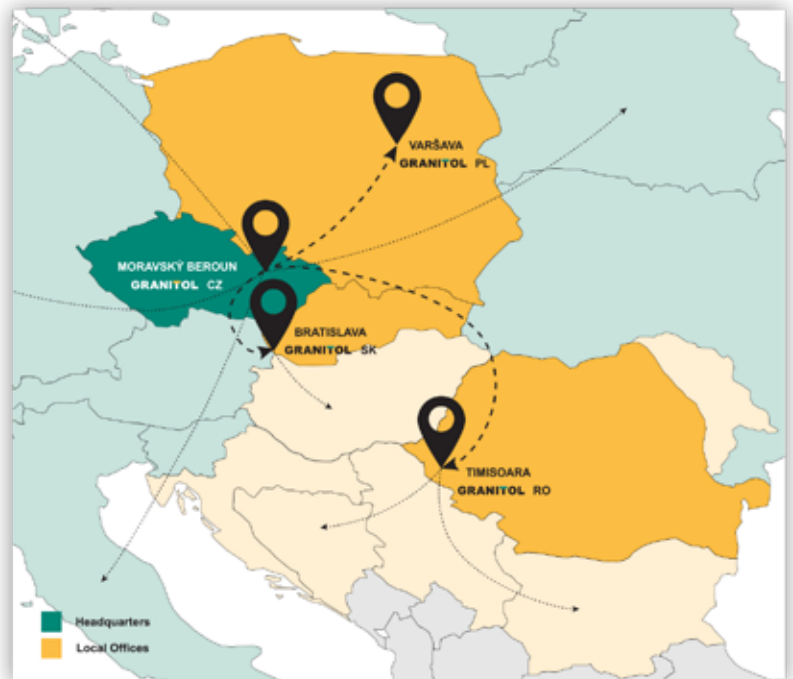 VARŠAVA
GRANITOL PL
MORAVSKÝ BEROUN
GRANITOL CZ
BRATISLAVA
GRANITOL SK
TIMISOARA
GRANITOL RO
Headquarters
Local Offices